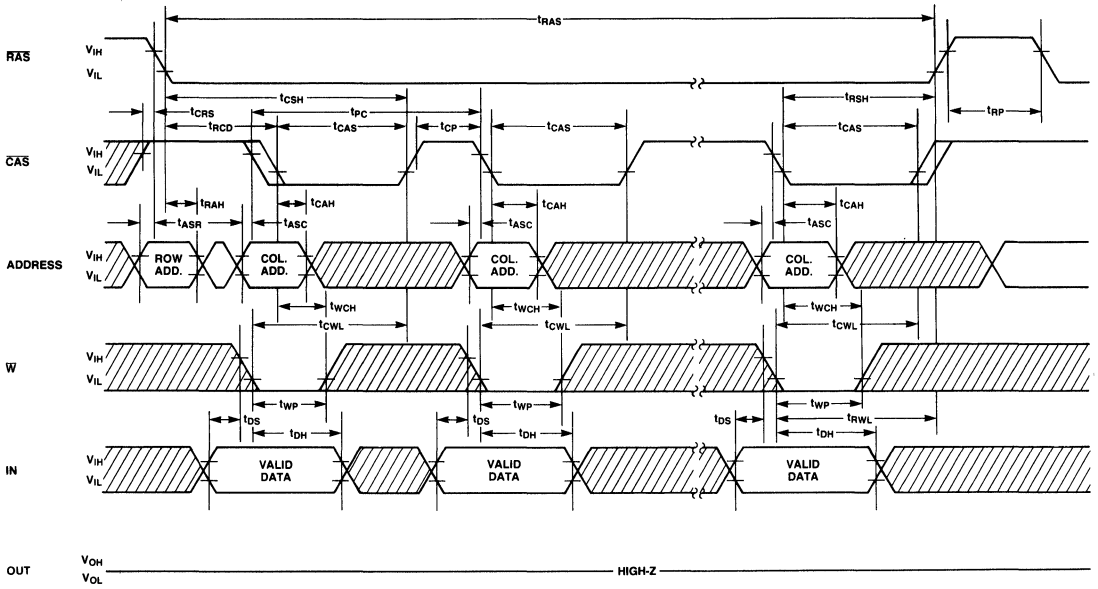 tRAS
RAS VIH
VIL
tCSH tRSH
tCRS tPC tRP
tRCD tCAS tCP tCAS tCAS
CAS VIH
VIL
tRAH tCAH tCAH tCAH
tASR tASC tASC tASC
ADDRESS VIH
VIL
ROW ADD.
COL. ADD.
COL. ADD.
COL. ADD.
tWCH tWCH tWCH
tCWL tCWL tCWL
W VIH
VIL
tWP tWP tWP
tDS tDS tDS tRWL
tDH tDH tDH
IN VIH
VIL
VALID DATA
VALID DATA
VALID DATA
OUT VOH
VOL
HIGH-Z